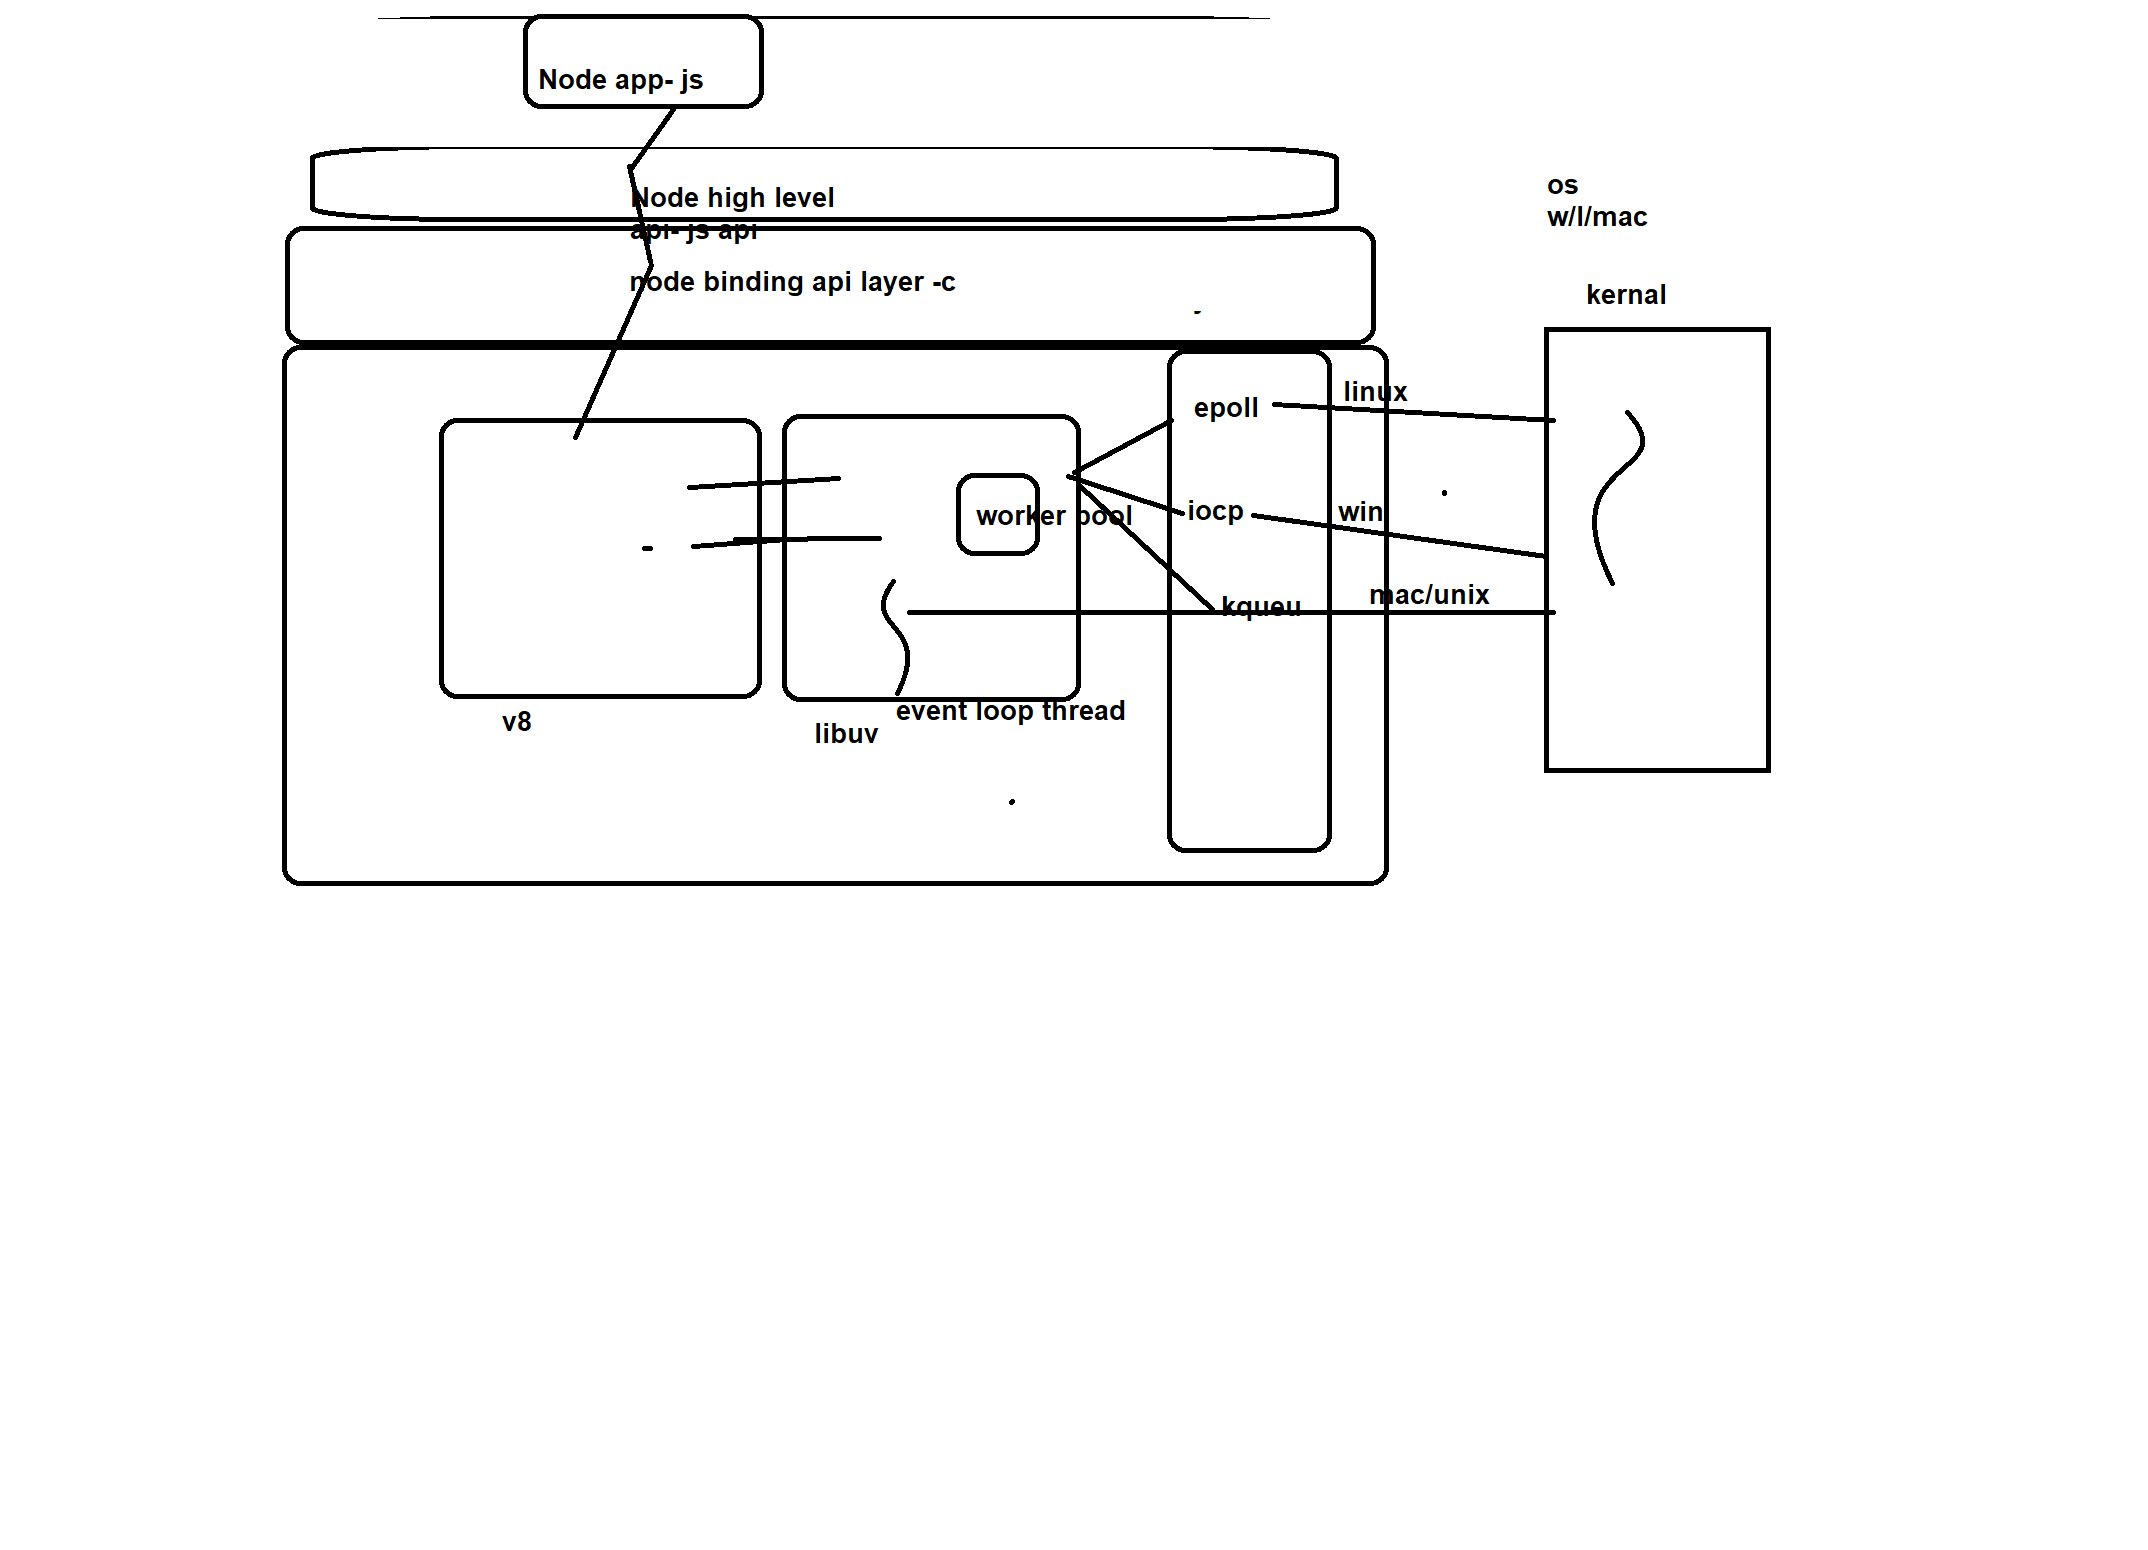 Node app- js
Node high level
api- js api
node binding api layer -c
os
w/l/mac
kernal
epoll
linux
iocp
win
worker pool
kqueu
mac/unix
event loop thread
v8
libuv